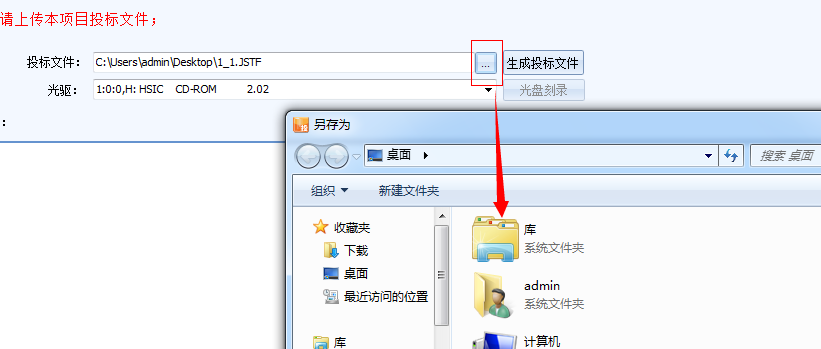 请上传本项目投标文件;
投标文件: C:\Users\admin\Desktop\1_1.JSTF ... 生成投标文件
光驱: 1:0:0,H: HSIC CD-ROM 2.02 光盘刻录
:
另存为
桌面 搜索 桌面
组织 新建文件夹
收藏夹
下载
桌面
最近访问的位置
库
库
系统文件夹
admin
系统文件夹
计算机